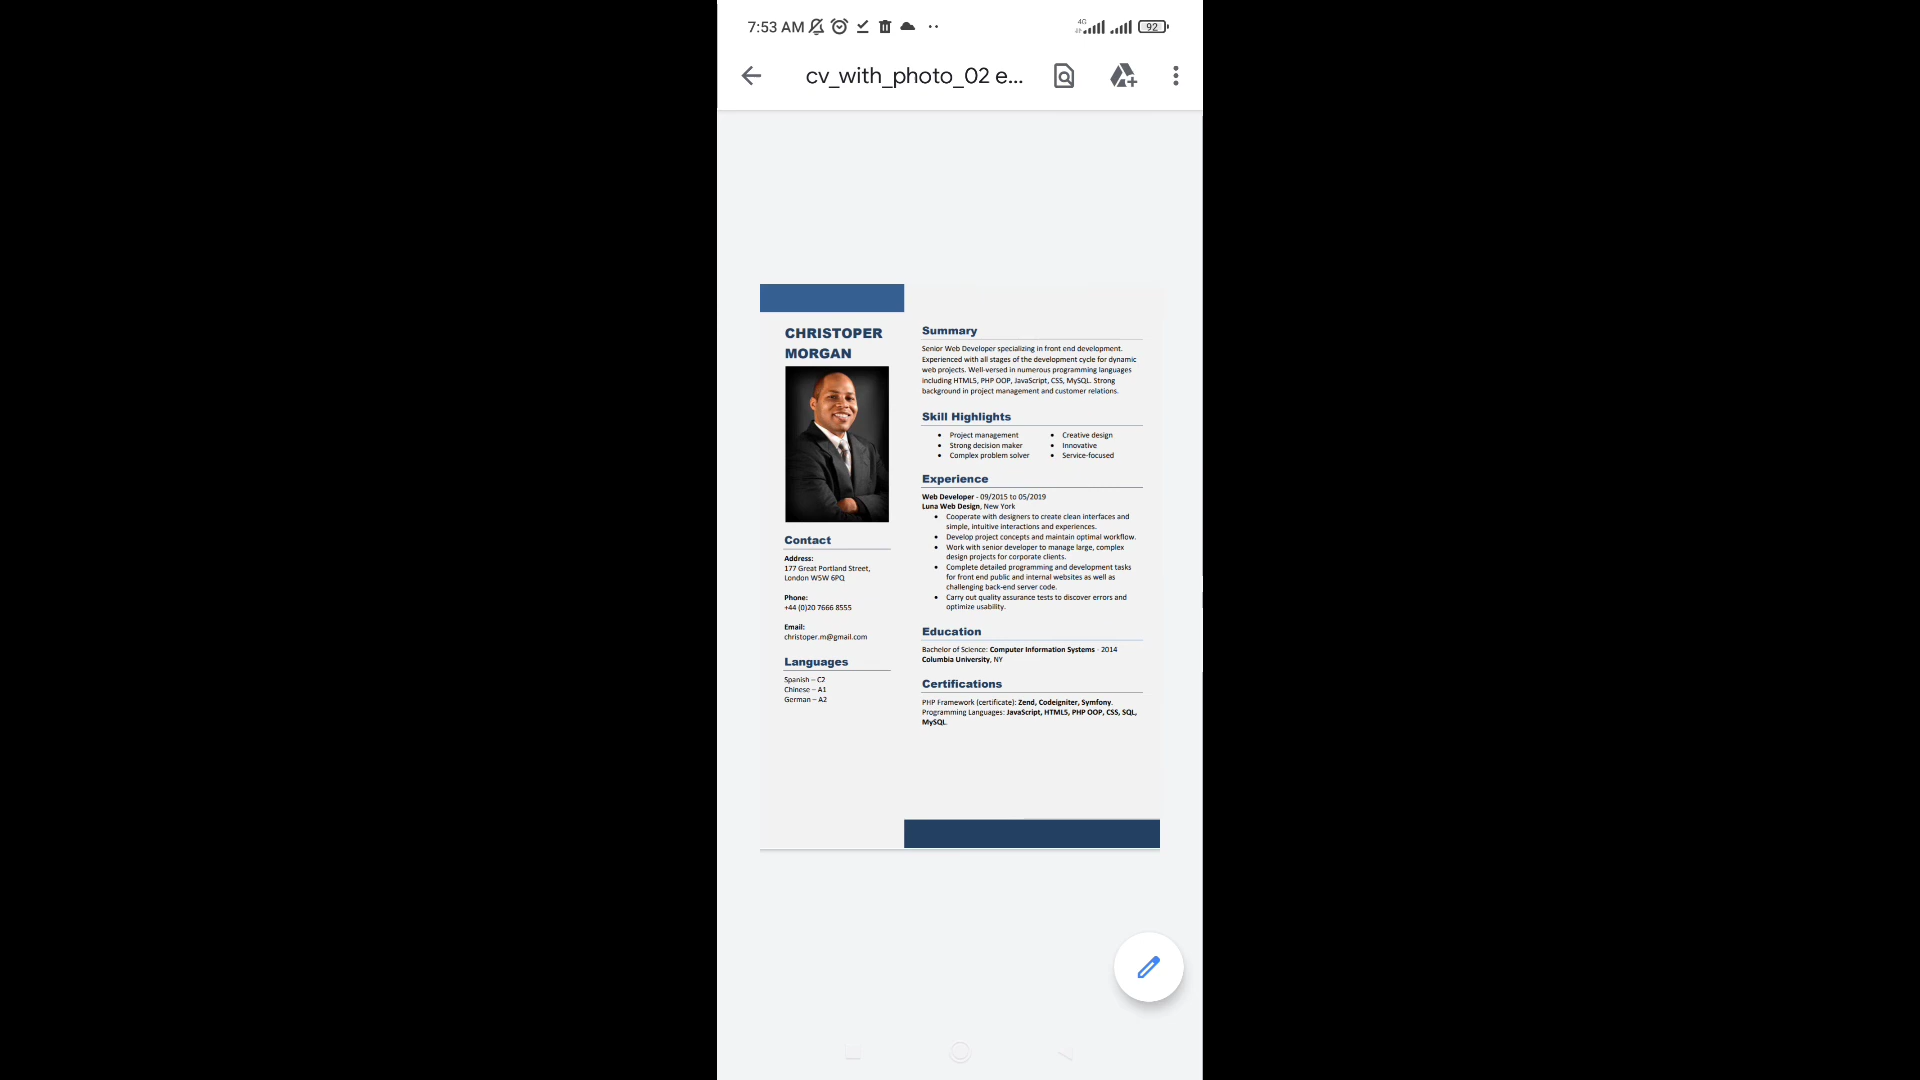 7:53 AM
4G
92
cv_with_photo_02 e...
CHRISTOPER
MORGAN
Contact
Address:
177 Great Portland Street,
London W5W 6PQ
Phone:
+44 (0)20 7666 8555
Email:
christoper.m@gmail.com
Languages
Spanish – C2
Chinese – A1
German – A2
Summary
Senior Web Developer specializing in front end development.
Experienced with all stages of the development cycle for dynamic
web projects. Well-versed in numerous programming languages
including HTML5, PHP OOP, JavaScript, CSS, MySQL. Strong
background in project management and customer relations.
Skill Highlights
• Project management
• Strong decision maker
• Complex problem solver
• Creative design
• Innovative
• Service-focused
Experience
Web Developer - 09/2015 to 05/2019
Luna Web Design, New York
• Cooperate with designers to create clean interfaces and
simple, intuitive interactions and experiences.
• Develop project concepts and maintain optimal workflow.
• Work with senior developer to manage large, complex
design projects for corporate clients.
• Complete detailed programming and development tasks
for front end public and internal websites as well as
challenging back-end server code.
• Carry out quality assurance tests to discover errors and
optimize usability.
Education
Bachelor of Science: Computer Information Systems - 2014
Columbia University, NY
Certifications
PHP Framework (certificate): Zend, Codeigniter, Symfony.
Programming Languages: JavaScript, HTML5, PHP OOP, CSS, SQL,
MySQL.